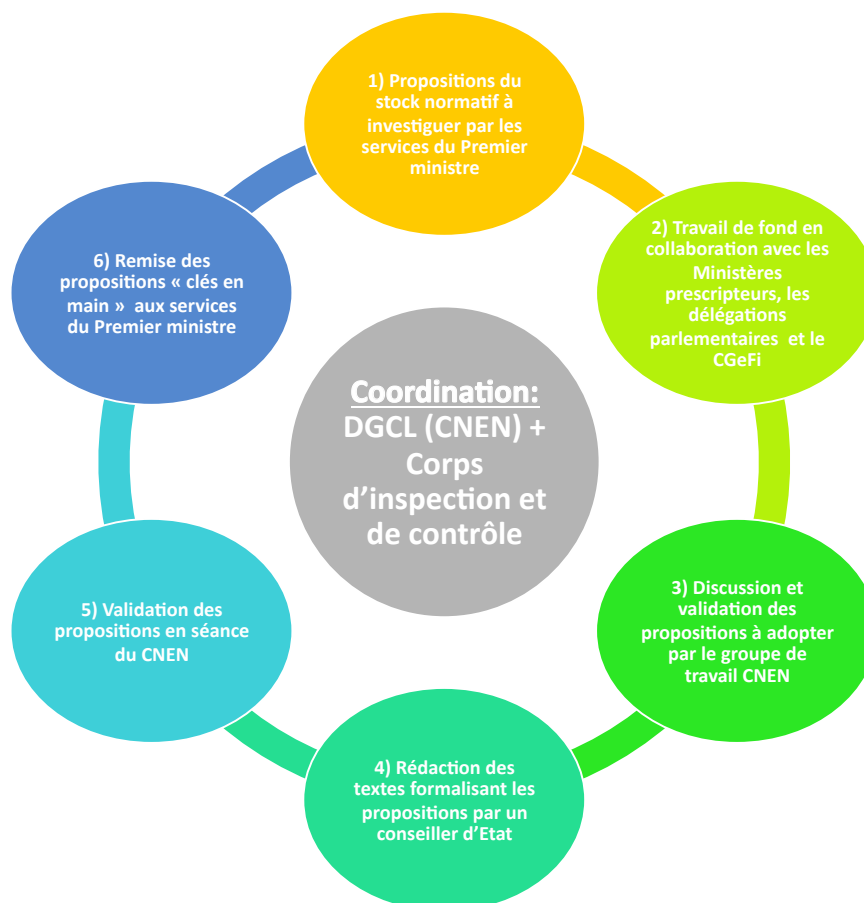 1) Propositions du
stock normatif à
investiguer par les
services du Premier
ministre
2) Travail de fond en
collaboration avec les
Ministères
prescripteurs, les
délégations
parlementaires et le
CGeFi
3) Discussion et
validation des
propositions à adopter
par le groupe de
travail CNEN
4) Rédaction des
textes formalisant les
propositions par un
conseiller d'Etat
5) Validation des
propositions en séance
du CNEN
6) Remise des
propositions « clés en
main » aux services
du Premier ministre
Coordination:
DGCL (CNEN) +
Corps
d'inspection et
de contrôle